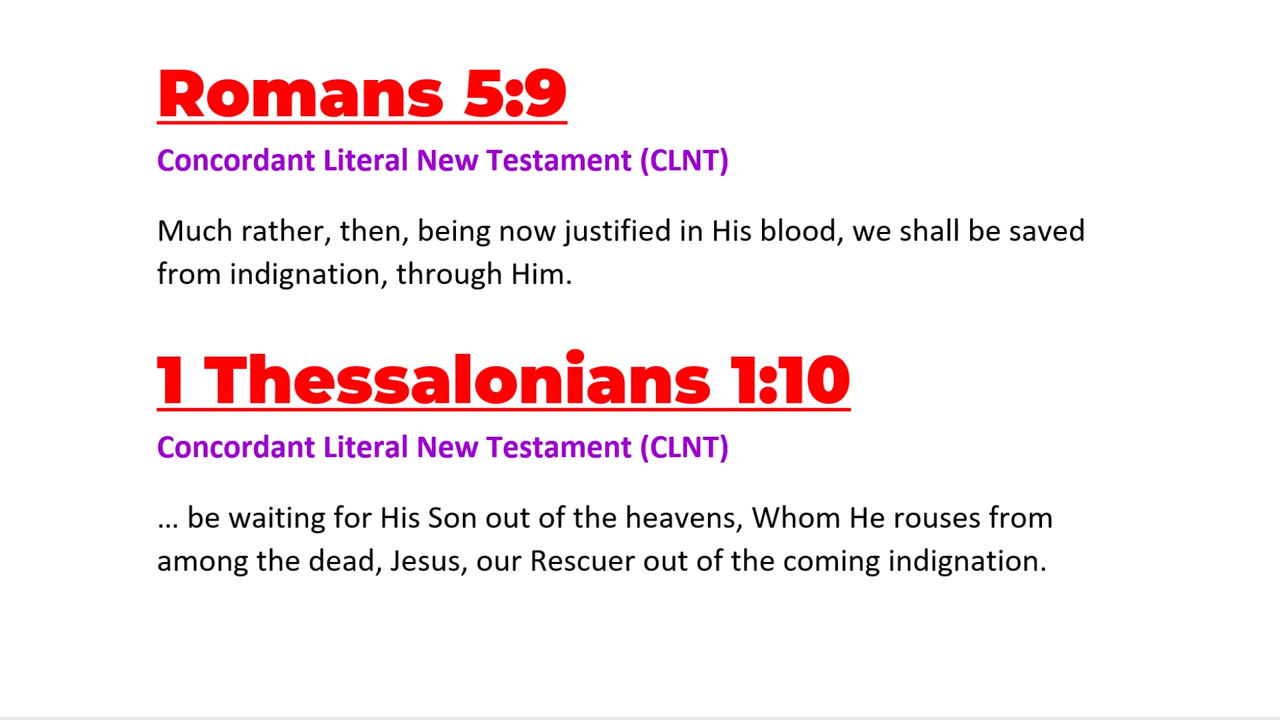 Romans 5:9
Concordant Literal New Testament (CLNT)
Much rather, then, being now justified in His blood, we shall be saved
from indignation, through Him.
1 Thessalonians 1:10
Concordant Literal New Testament (CLNT)
… be waiting for His Son out of the heavens, Whom He rouses from
among the dead, Jesus, our Rescuer out of the coming indignation.